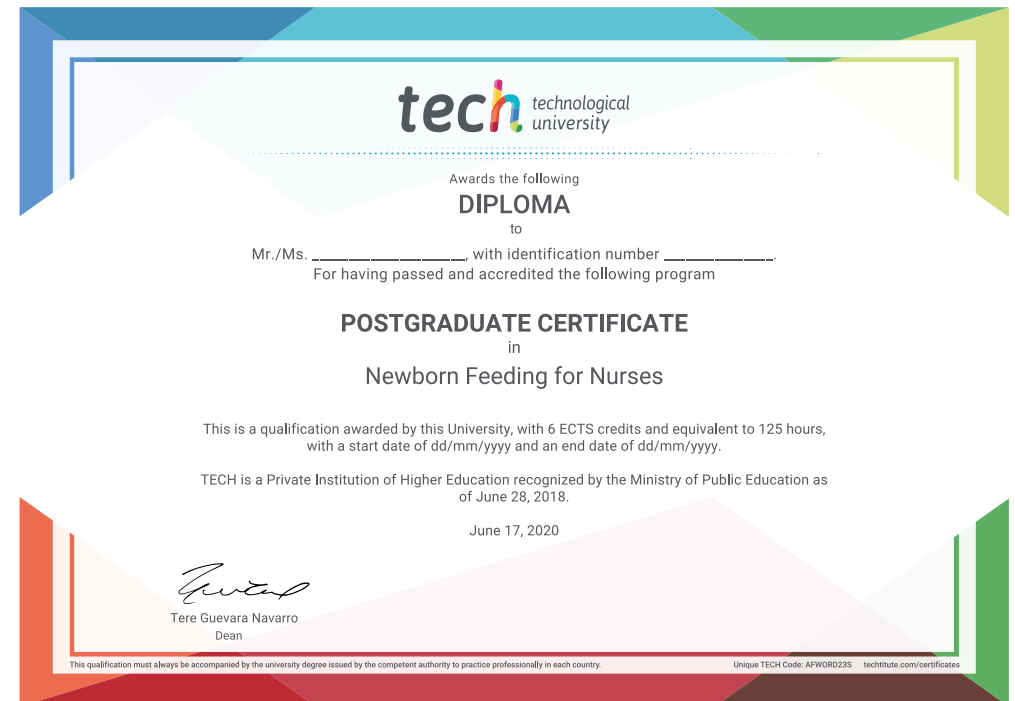 tech technological
university
Awards the following
DIPLOMA
to
Mr./Ms. ____________________, with identification number ______________.
For having passed and accredited the following program
POSTGRADUATE CERTIFICATE
in
Newborn Feeding for Nurses
This is a qualification awarded by this University, with 6 ECTS credits and equivalent to 125 hours,
with a start date of dd/mm/yyyy and an end date of dd/mm/yyyy.
TECH is a Private Institution of Higher Education recognized by the Ministry of Public Education as
of June 28, 2018.
June 17, 2020
Tere Guevara Navarro
Dean
This qualification must always be accompanied by the university degree issued by the competent authority to practice professionally in each country.
Unique TECH Code: AFWORD23S techtitute.com/certificates